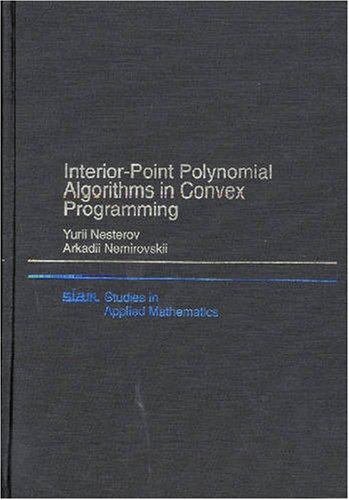 Interior-Point Polynomial
Algorithms in Convex
Programming
Yurii Nesterov
Arkadii Nemirovskii
siam. Studies in
Applied Mathematics